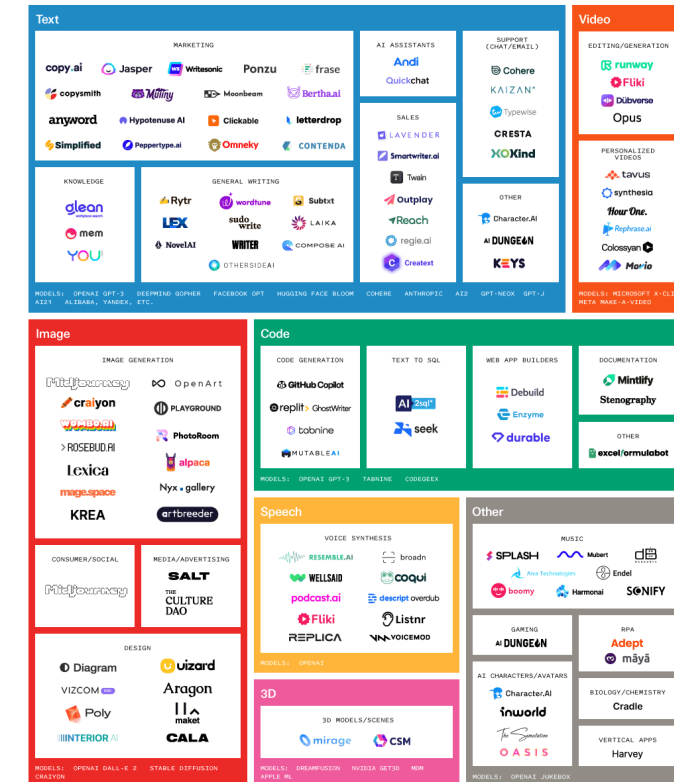 Text
MARKETING
copy.ai Jasper Writesonic Ponzu frase
copysmith Mutiny Moonbeam Bertha.ai
anyword Hypotenuse AI Clickable letterdrop
Simplified Peppertype.ai Omneky CONTENDA
AI ASSISTANTS
Andi
Quickchat
SUPPORT
(CHAT/EMAIL)
Cohere
KAIZAN
Typewise
CRESTA
XOKind
KNOWLEDGE
glean
mem
YOU
GENERAL WRITING
Rytr wordtune Subtxt
LEX sudo write LAIKA
NovelAI WRITER COMPOSE AI
OTHERSIDEAI
SALES
LAVENDER
Smartwriter.ai
Twain
Outplay
Reach
regie.ai
Creatext
OTHER
Character.AI
AI DUNGEON
KEYS
MODELS: OPENAI GPT-3 DEEPMIND GOPHER FACEBOOK OPT HUGGING FACE BLOOM COHERE ANTHROPIC AI2 GPT-NEOX GPT-J
AI21 ALIBABA, YANDEX, ETC.
Video
EDITING/GENERATION
runway
Fliki
Dübverse
Opus
PERSONALIZED
VIDEOS
tavus
synthesia
Hour One.
Rephrase.ai
Colossyan
Movio
MODELS: MICROSOFT X-CLI
META MAKE-A-VIDEO
Image
IMAGE GENERATION
Midjourney OpenArt
craiyon PLAYGROUND
WOMBO.AI PhotoRoom
ROSEBUD.AI alpaca
Lexica Nyx.gallery
mage.space artbreeder
KREA
CONSUMER/SOCIAL
Midjourney
MEDIA/ADVERTISING
SALT
THE
CULTURE
DAO
DESIGN
Diagram uizard
VIZCOM Aragon
Poly maket
INTERIOR AI CALA
MODELS: OPENAI DALL-E 2 STABLE DIFFUSION
CRAIYON
Code
CODE GENERATION
GitHub Copilot
replit GhostWriter
tabnine
MUTABLEAI
TEXT TO SQL
AI 2sql
seek
WEB APP BUILDERS
Debuild
Enzyme
durable
DOCUMENTATION
Mintlify
Stenography
OTHER
excelformulabot
MODELS: OPENAI GPT-3 TABNINE CODEGEEX
Speech
VOICE SYNTHESIS
RESEMBLE.AI broadn
WELLSAID coqui
podcast.ai descript overdub
Fliki Listnr
REPLICA VOICEMOD
MODELS: OPENAI
3D
3D MODELS/SCENES
mirage CSM
MODELS: DREAMFUSION NVIDIA GET3D MDM
APPLE ML
Other
MUSIC
SPLASH Mubert dB
Aiva Technologies Endel
boomy Harmonai SONIFY
GAMING
AI DUNGEON
RPA
Adept
māyā
AI CHARACTERS/AVATARS
Character.AI
inworld
The Simulation
OASIS
BIOLOGY/CHEMISTRY
Cradle
VERTICAL APPS
Harvey
MODELS: OPENAI JUKEBOX